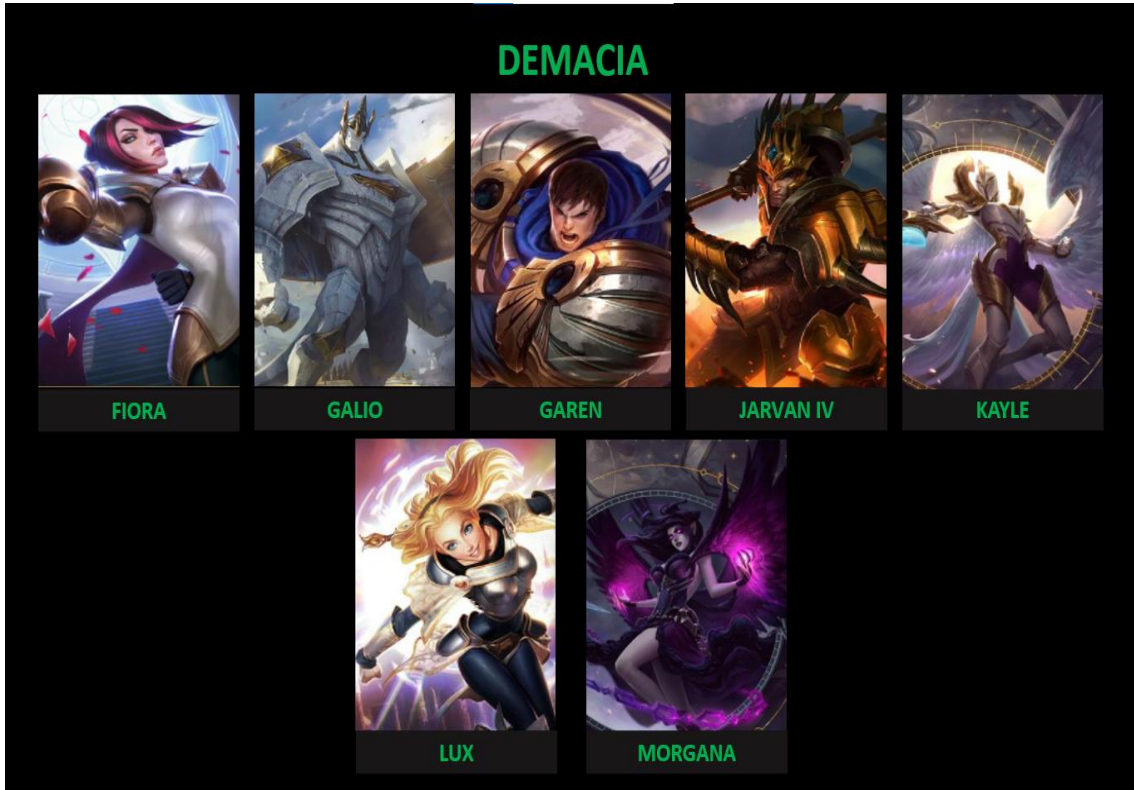 DEMACIA
FIORA
GALIO
GAREN
JARVAN IV
KAYLE
LUX
MORGANA